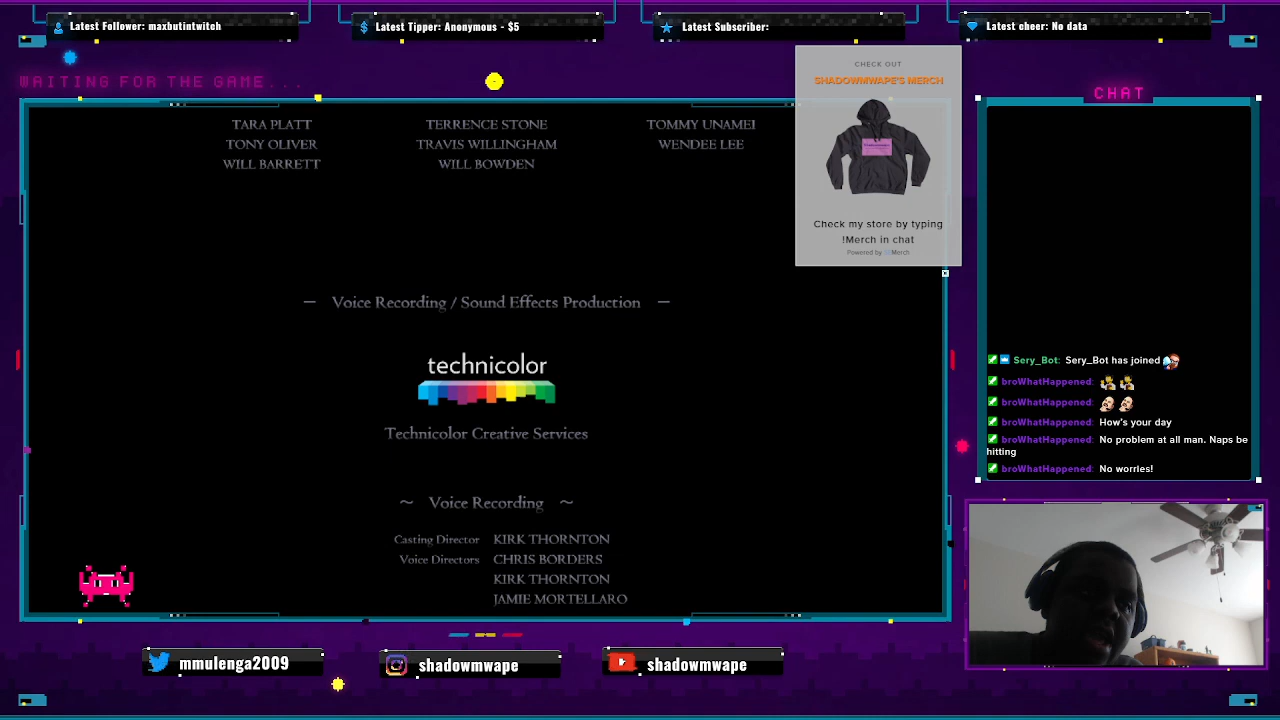 Latest Follower: maxbutintwitch
Latest Tipper: Anonymous - $5
Latest Subscriber:
Latest cheer: No data
WAITING FOR THE GAME...
CHECK OUT
SHADOWMWAPE'S MERCH
Check my store by typing
!Merch in chat
Powered by Merch
CHAT
TARA PLATT
TERRENCE STONE
TOMMY UNAMEI
TONY OLIVER
TRAVIS WILLINGHAM
WENDEE LEE
WILL BARRETT
WILL BOWDEN
— Voice Recording / Sound Effects Production —
technicolor
Technicolor Creative Services
~ Voice Recording ~
Casting Director KIRK THORNTON
Voice Directors CHRIS BORDERS
KIRK THORNTON
JAMIE MORTELLARO
Sery_Bot: Sery_Bot has joined
broWhatHappened:
broWhatHappened:
broWhatHappened: How's your day
broWhatHappened: No problem at all man. Naps be
hitting
broWhatHappened: No worries!
mmulenga2009
shadowmwape
shadowmwape